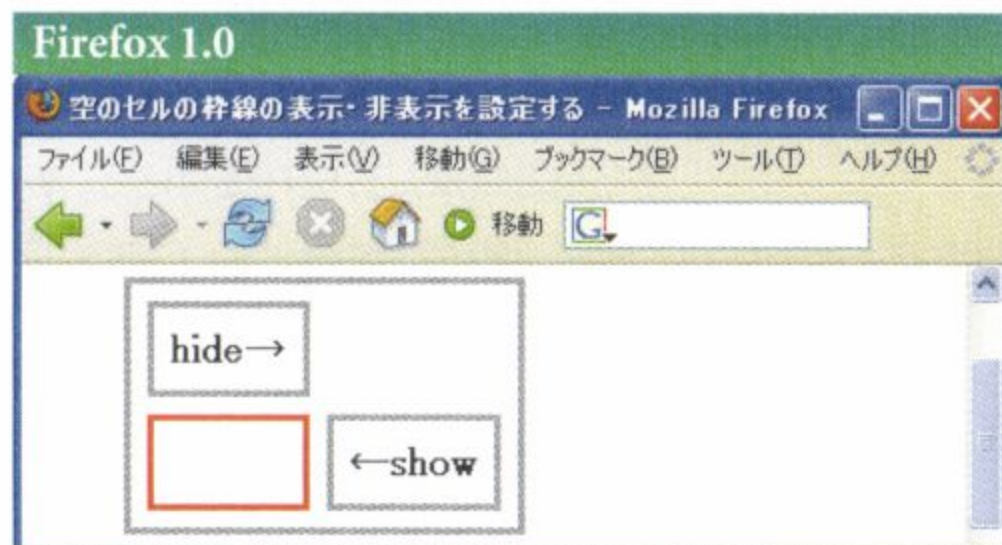 Firefox 1.0
空のセルの枠線の表示・非表示を設定する - Mozilla Firefox
ファイル(F) 編集(E) 表示(V) 移動(G) ブックマーク(B) ツール(T) ヘルプ(H)
移動 G
hide→
←show